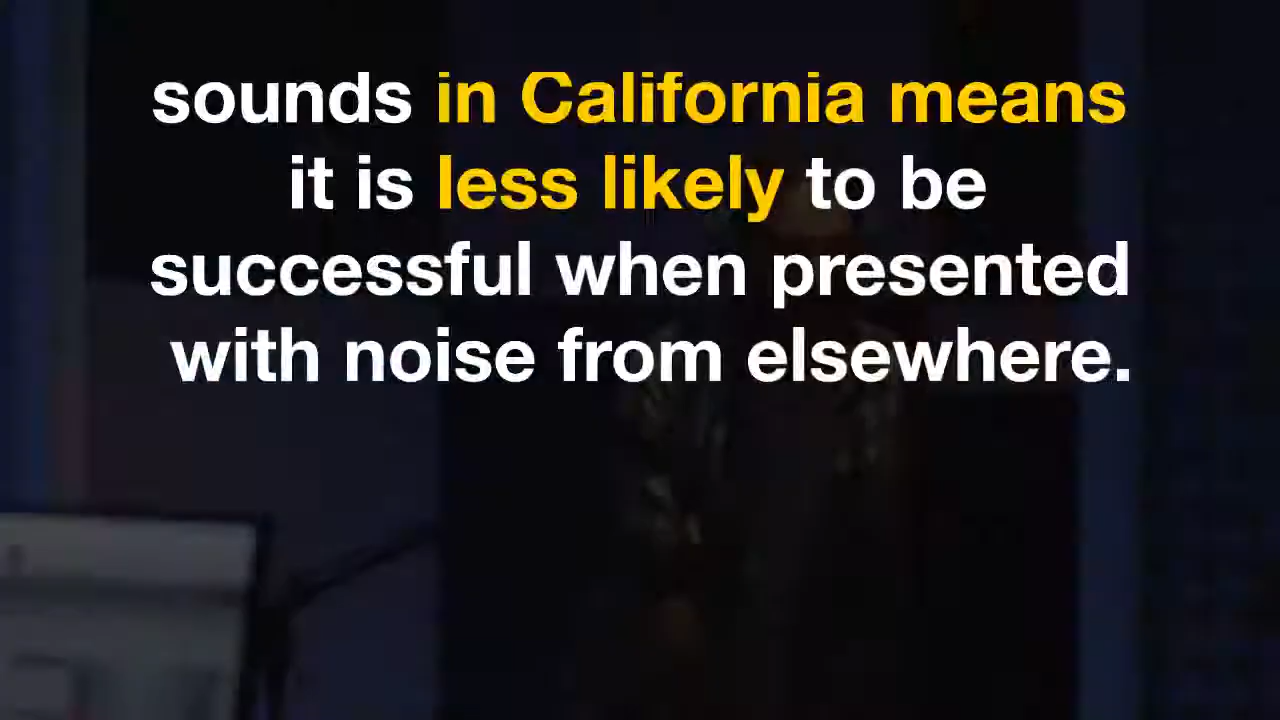 sounds in California means
it is less likely to be
successful when presented
with noise from elsewhere.